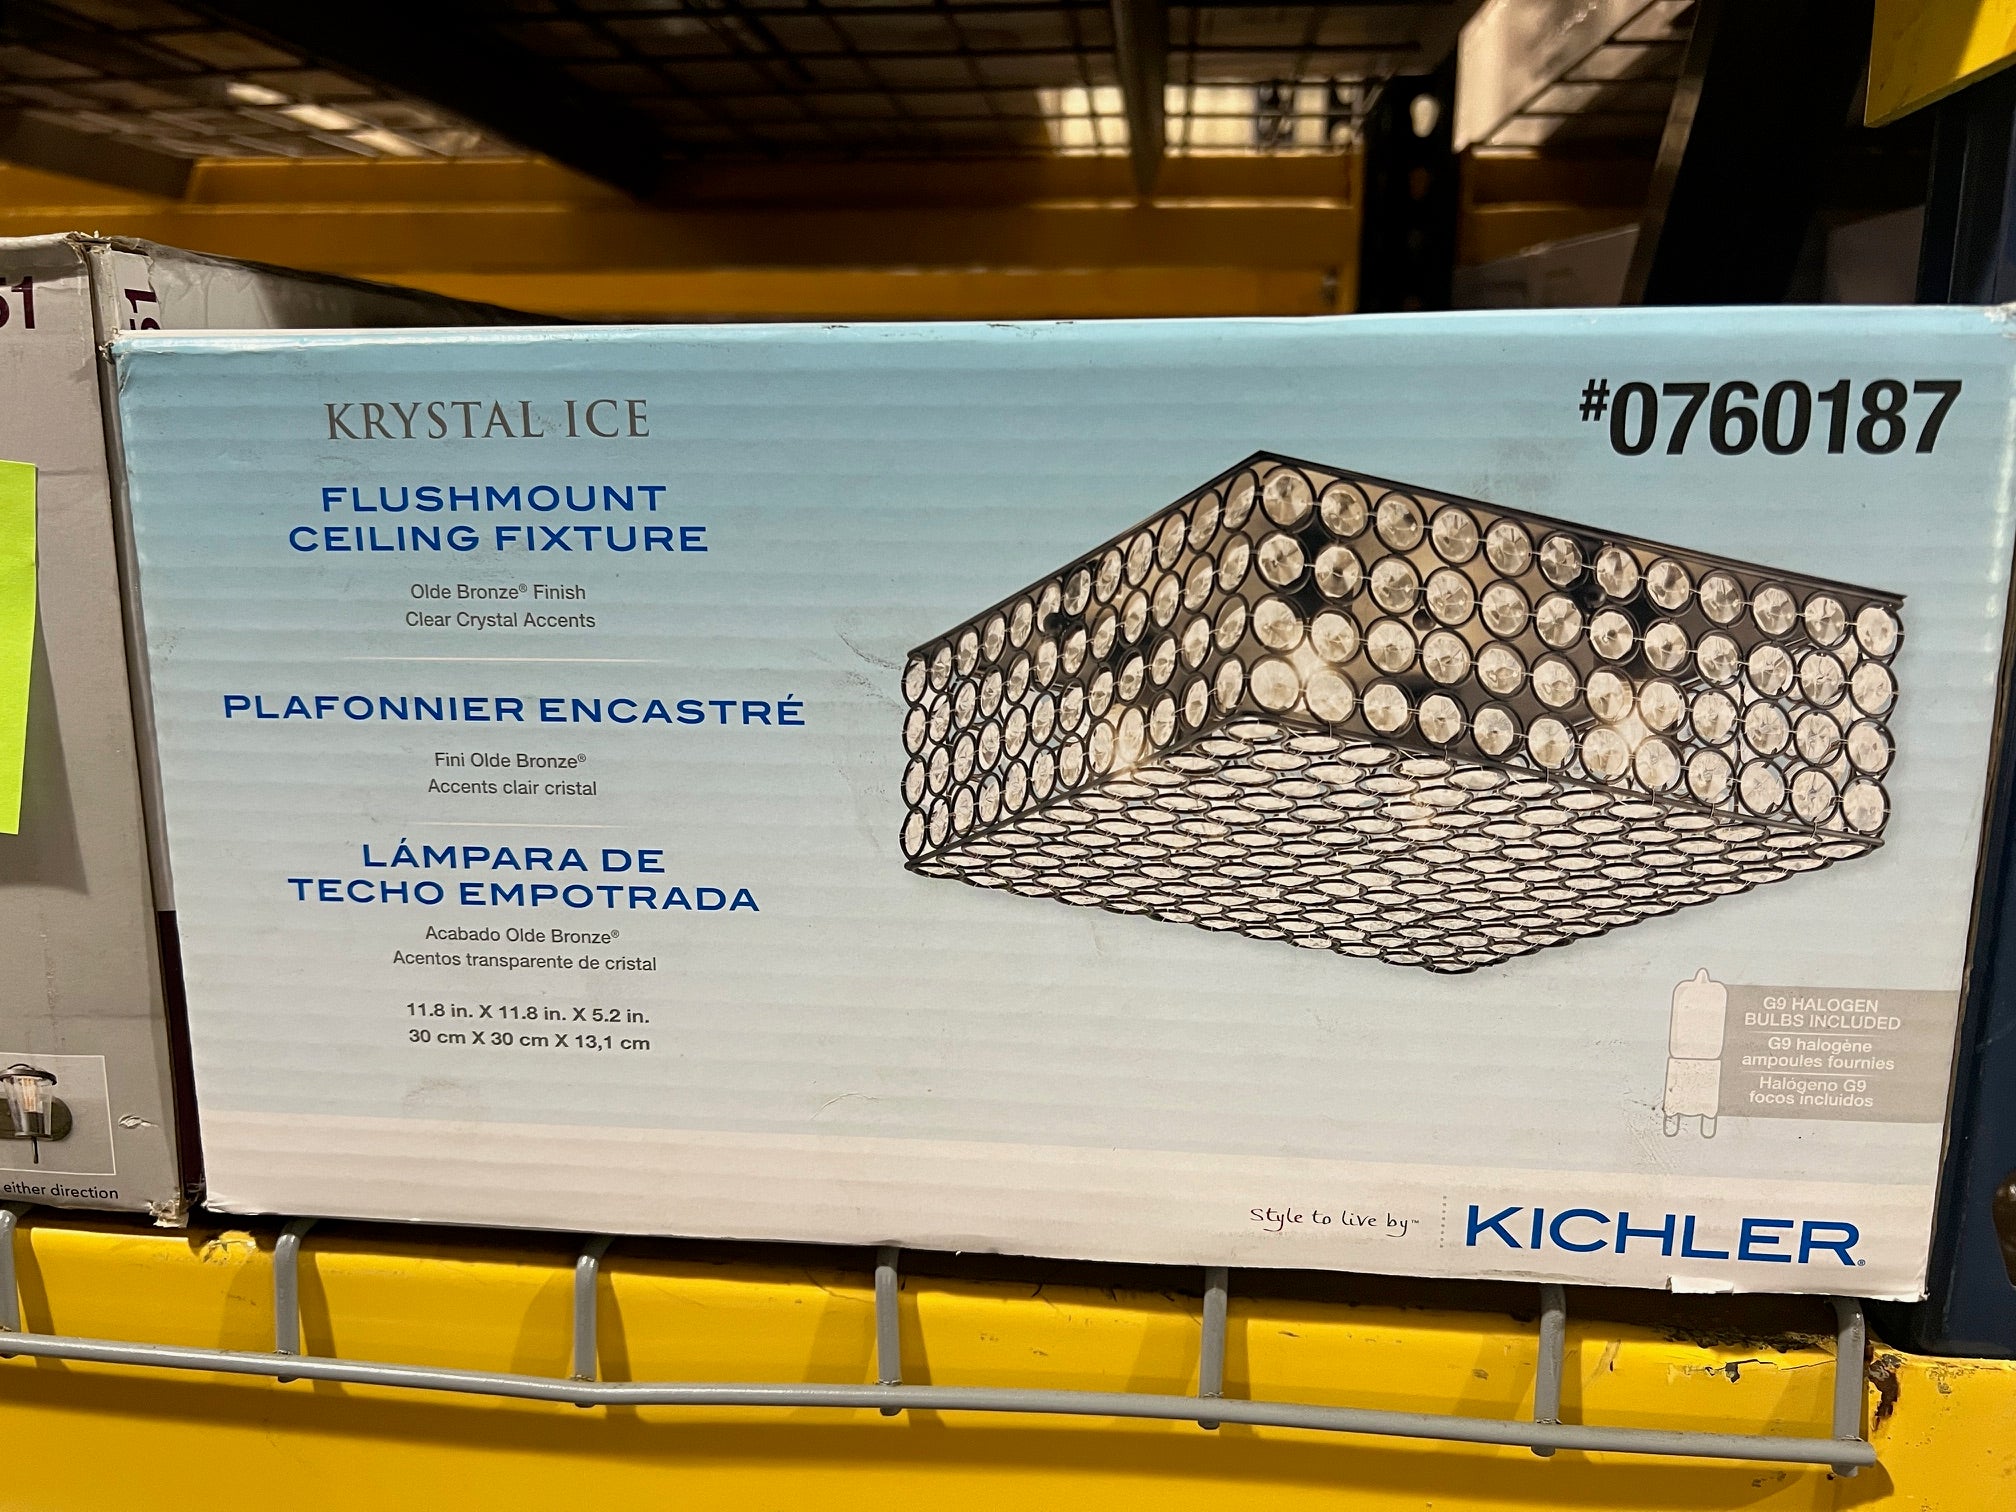 51
51
KRYSTAL ICE
#0760187
FLUSHMOUNT
CEILING FIXTURE
Olde Bronze® Finish
Clear Crystal Accents
PLAFONNIER ENCASTRÉ
Fini Olde Bronze®
Accents clair cristal
LÁMPARA DE
TECHO EMPOTRADA
Acabado Olde Bronze®
Acentos transparente de cristal
11.8 in. X 11.8 in. X 5.2 in.
30 cm X 30 cm X 13,1 cm
G9 HALOGEN
BULBS INCLUDED
G9 halogène
ampoules fournies
Halógeno G9
focos incluidos
either direction
Style to live by™
KICHLER®